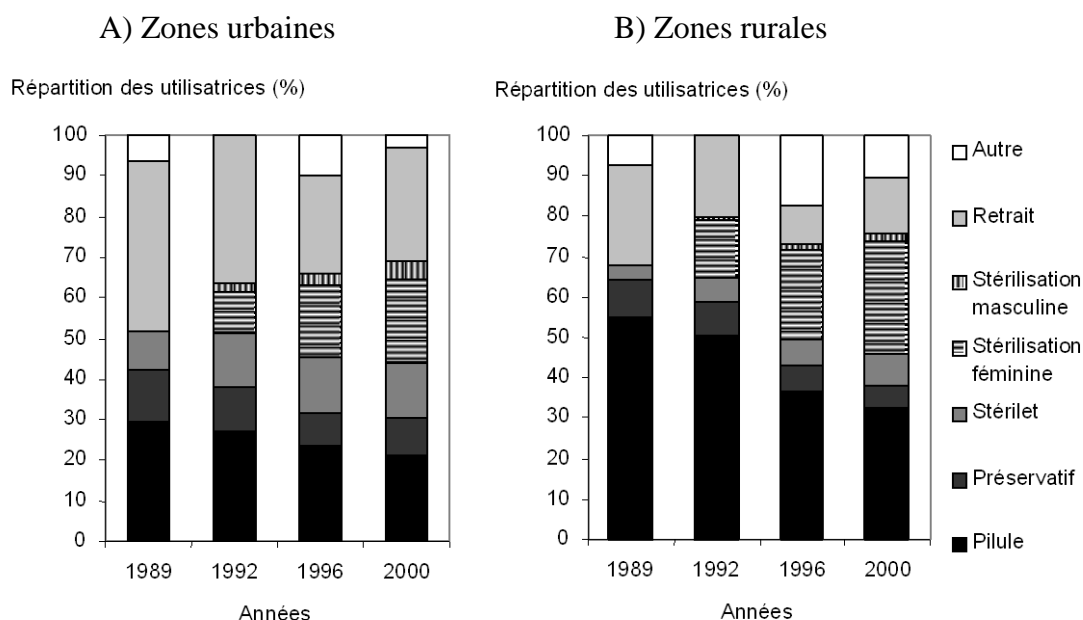 A) Zones urbaines
Répartition des utilisatrices (%)
100
90
80
70
60
50
40
30
20
10
0
1989 1992 1996 2000
Années
B) Zones rurales
Répartition des utilisatrices (%)
100
90
80
70
60
50
40
30
20
10
0
1989 1992 1996 2000
Années
Autre
Retrait
Stérilisation
masculine
Stérilisation
féminine
Stérilet
Préservatif
Pilule